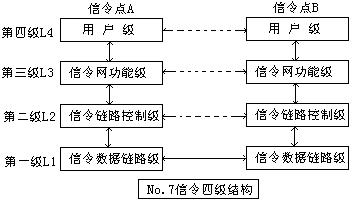 信令点A 信令点B
第四级L4 用户级 用户级
第三级L3 信令网功能级 信令网功能级
第二级L2 信令链路控制级 信令链路控制级
第一级L1 信令数据链路级 信令数据链路级
No.7信令四级结构